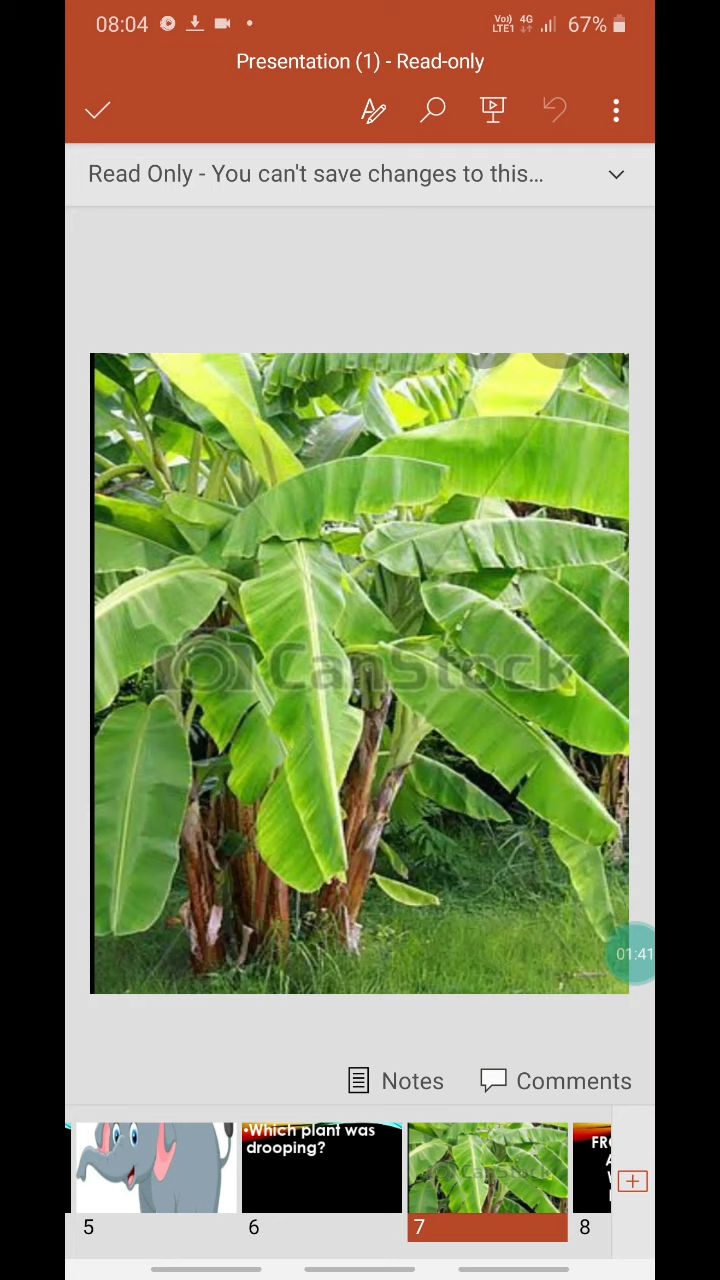 08:04
Vo)) 4G 67%
LTE1
Presentation (1) - Read-only
Read Only - You can't save changes to this...
CanStock
01:41
Notes Comments
•Which plant was
drooping?
FR
5 6 7 8